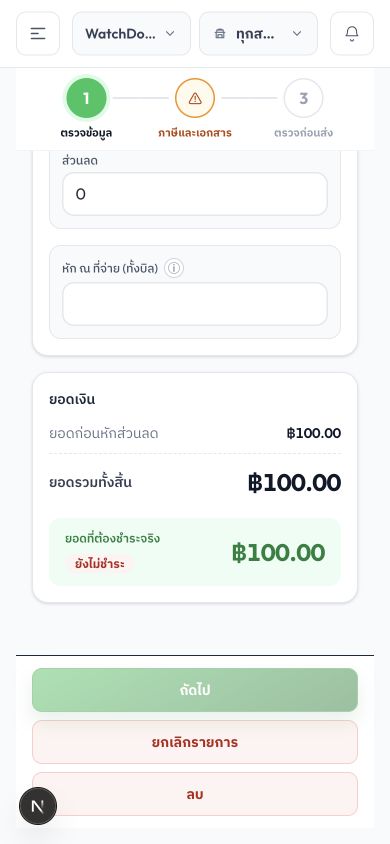 WatchDo...
ทุกส...
1
3
ตรวจข้อมูล
ภาษีและเอกสาร
ตรวจก่อนส่ง
ส่วนลด
0
หัก ณ ที่จ่าย (ทั้งบิล)
ยอดเงิน
ยอดก่อนหักส่วนลด ฿100.00
ยอดรวมทั้งสิ้น ฿100.00
ยอดที่ต้องชำระจริง
ยังไม่ชำระ
฿100.00
ถัดไป
ยกเลิกรายการ
ลบ
N